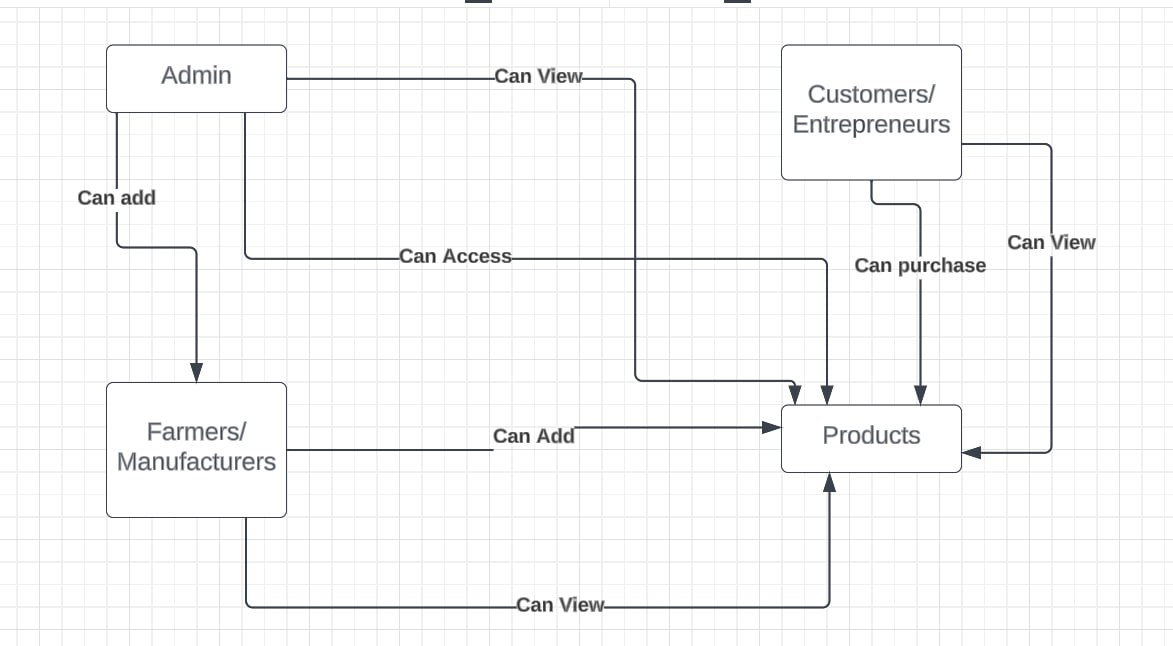 Admin
Can View
Customers/
Entrepreneurs
Can add
Can View
Can Access
Can purchase
Farmers/
Manufacturers
Can Add
Products
Can View